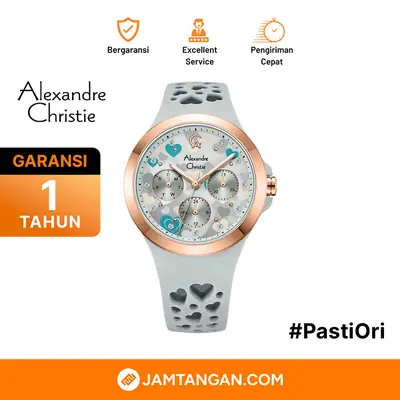 Bergaransi
Excellent
Service
Pengiriman
Cepat
Alexandre
Christie
GARANSI
1
TAHUN
Alexandre
Christie
#PastiOri
JAMTANGAN.COM